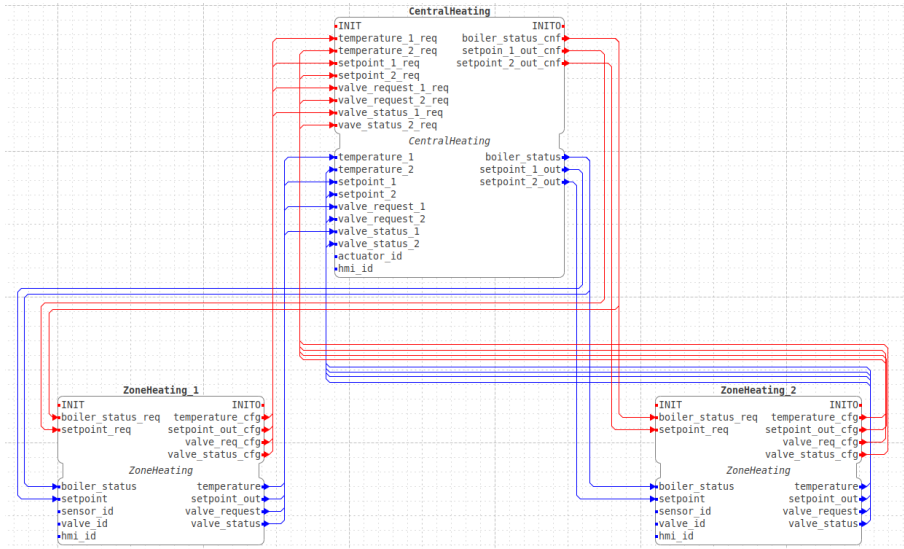 CentralHeating
INIT INITO
temperature_1_req boiler_status_cnf
temperature_2_req setpoin_1_out_cnf
setpoint_1_req setpoint_2_out_cnf
setpoint_2_req
valve_request_1_req
valve_request_2_req
valve_status_1_req
vave_status_2_req
CentralHeating
temperature_1 boiler_status
temperature_2 setpoint_1_out
setpoint_1 setpoint_2_out
setpoint_2
valve_request_1
valve_request_2
valve_status_1
valve_status_2
actuator_id
hmi_id
ZoneHeating_1
INIT INITO
boiler_status_req temperature_cfg
setpoint_req setpoint_out_cfg
valve_req_cfg
valve_status_cfg
ZoneHeating
boiler_status temperature
setpoint setpoint_out
sensor_id valve_request
valve_id valve_status
hmi_id
ZoneHeating_2
INIT INITO
boiler_status_req temperature_cfg
setpoint_req setpoint_out_cfg
valve_req_cfg
valve_status_cfg
ZoneHeating
boiler_status temperature
setpoint setpoint_out
sensor_id valve_request
valve_id valve_status
hmi_id